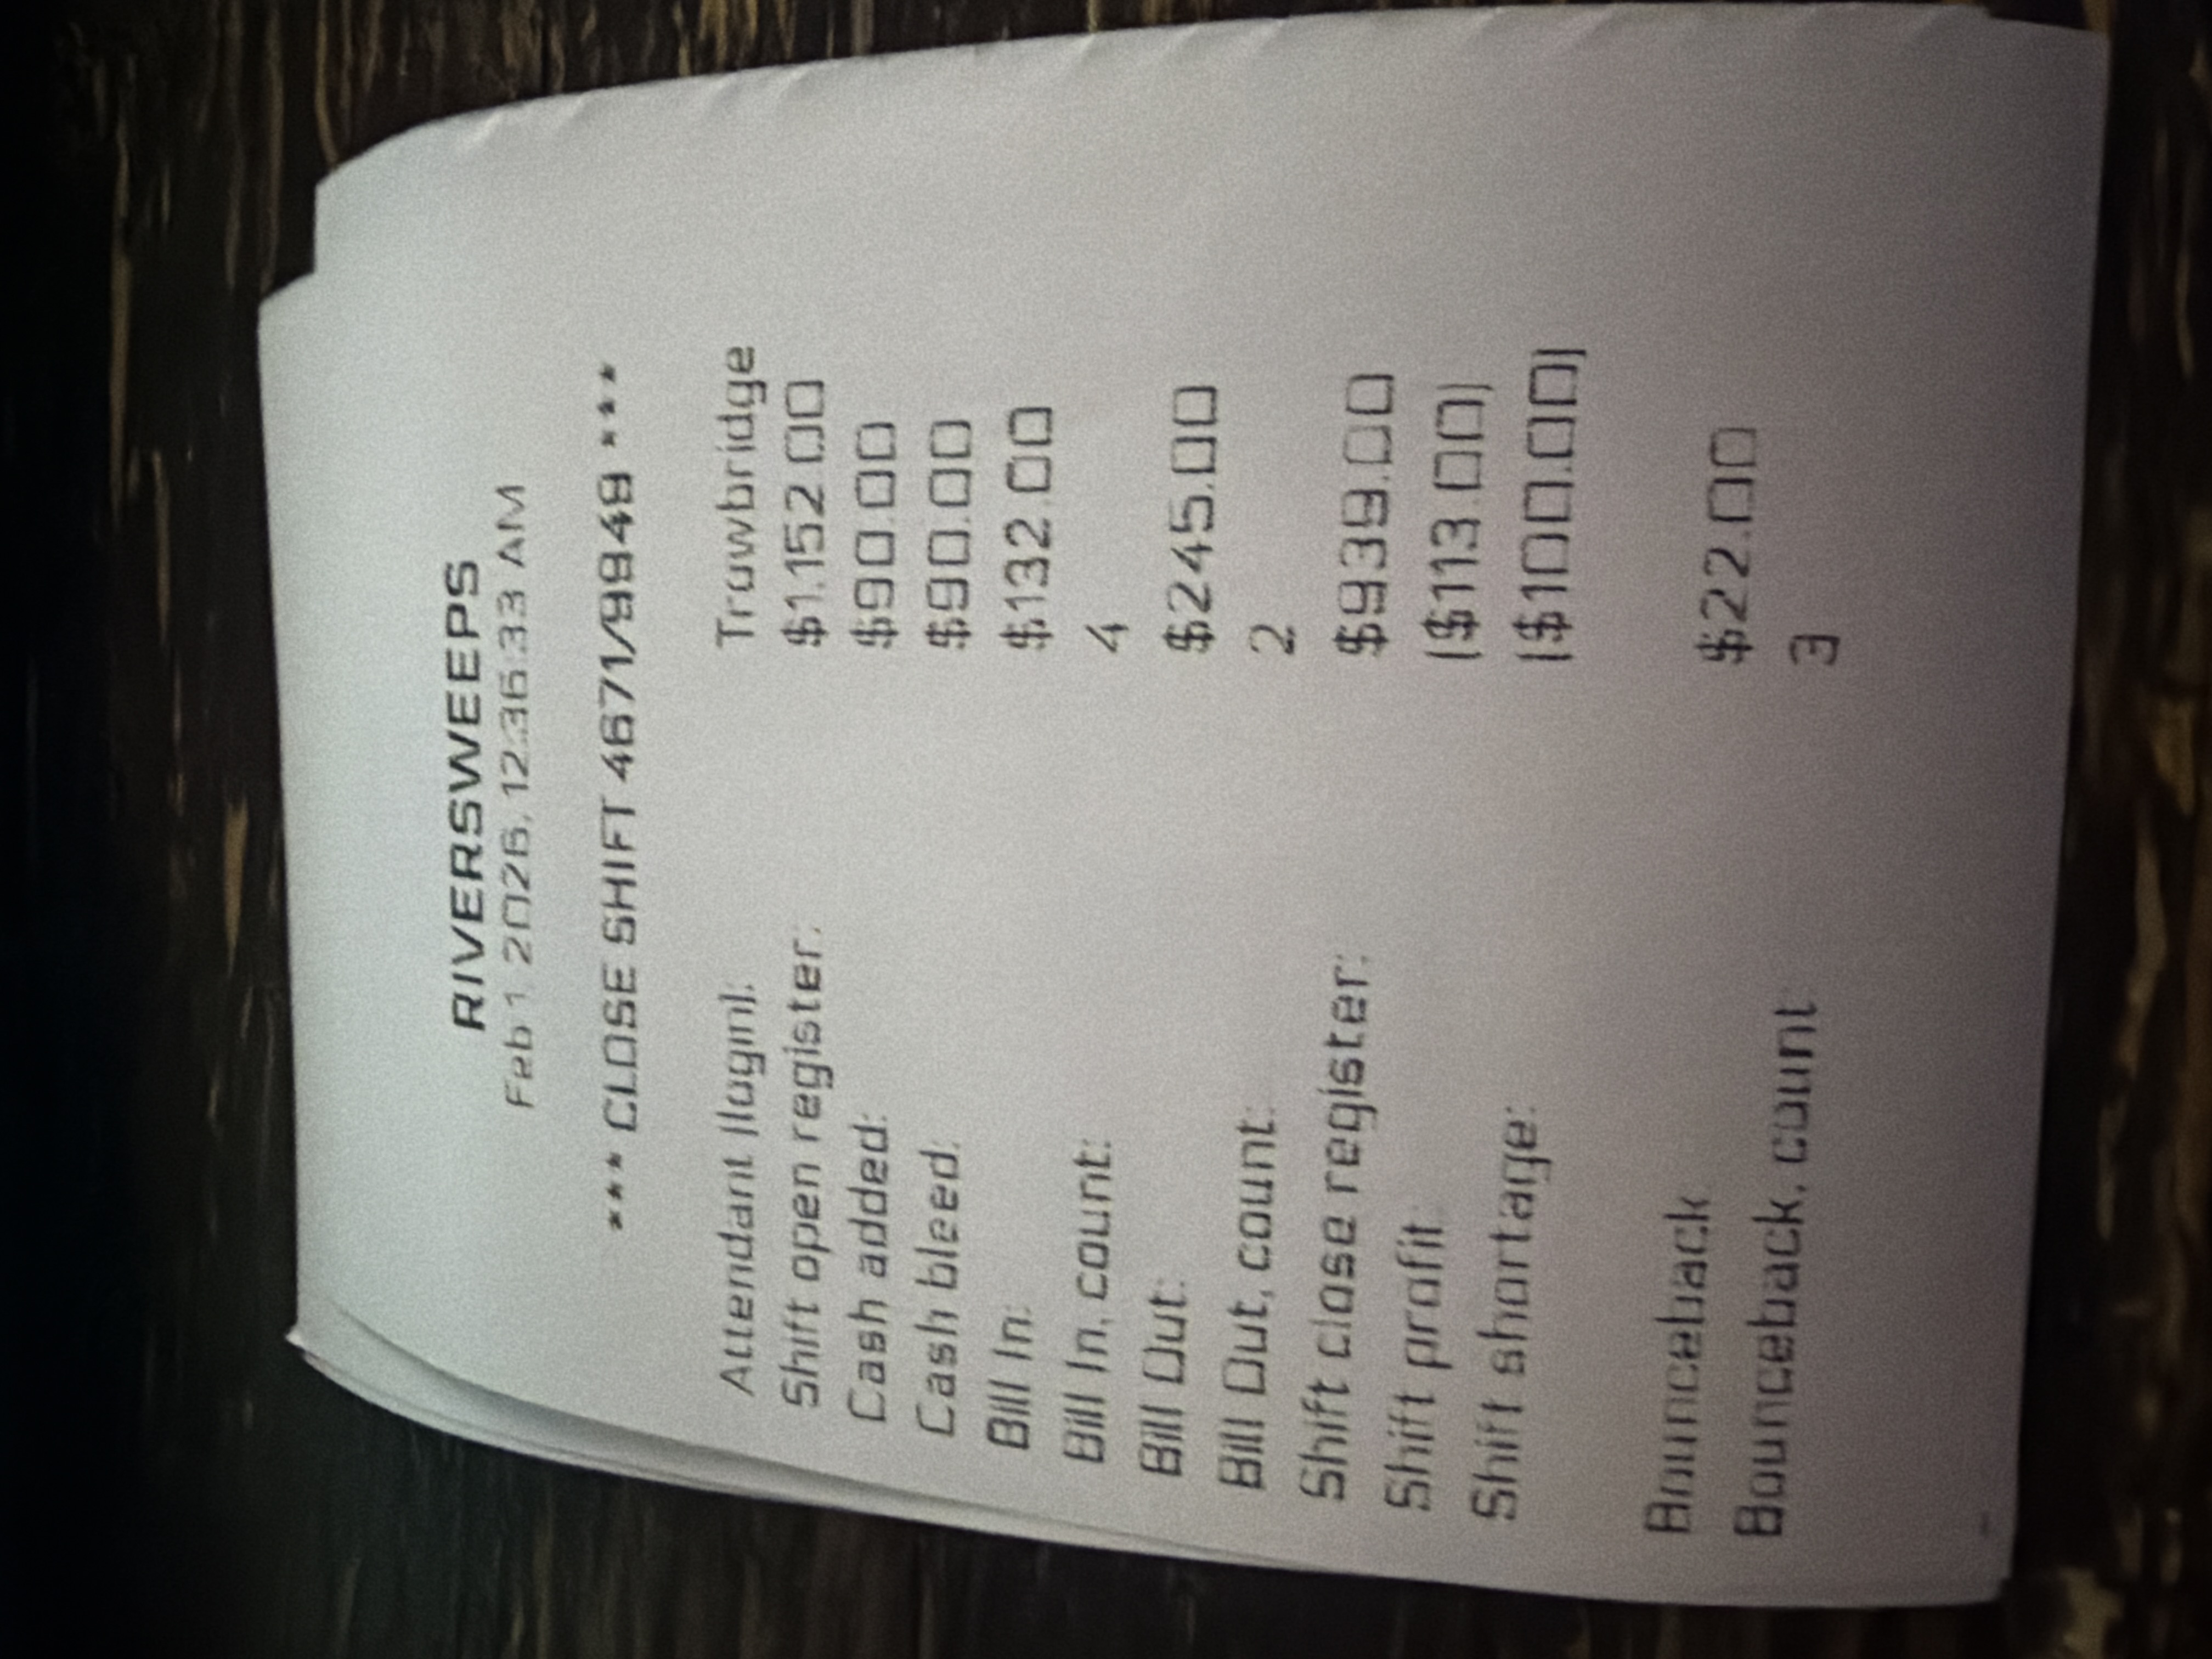 RIVERSWEEPS
Feb 1, 2026, 12:36:33 AM
*** CLOSE SHIFT 4671/99949 ***
Attendant (login): Trowbridge
Shift open register: $1,152.00
Cash added: $90.00
Cash bleed: $90.00
Bill In: $132.00
Bill In, count: 4
Bill Out: $245.00
Bill Out, count: 2
Shift close register: $939.00
Shift profit: ($113.00)
Shift shortage: ($100.00)
Bounceback: $22.00
Bounceback, count: 3